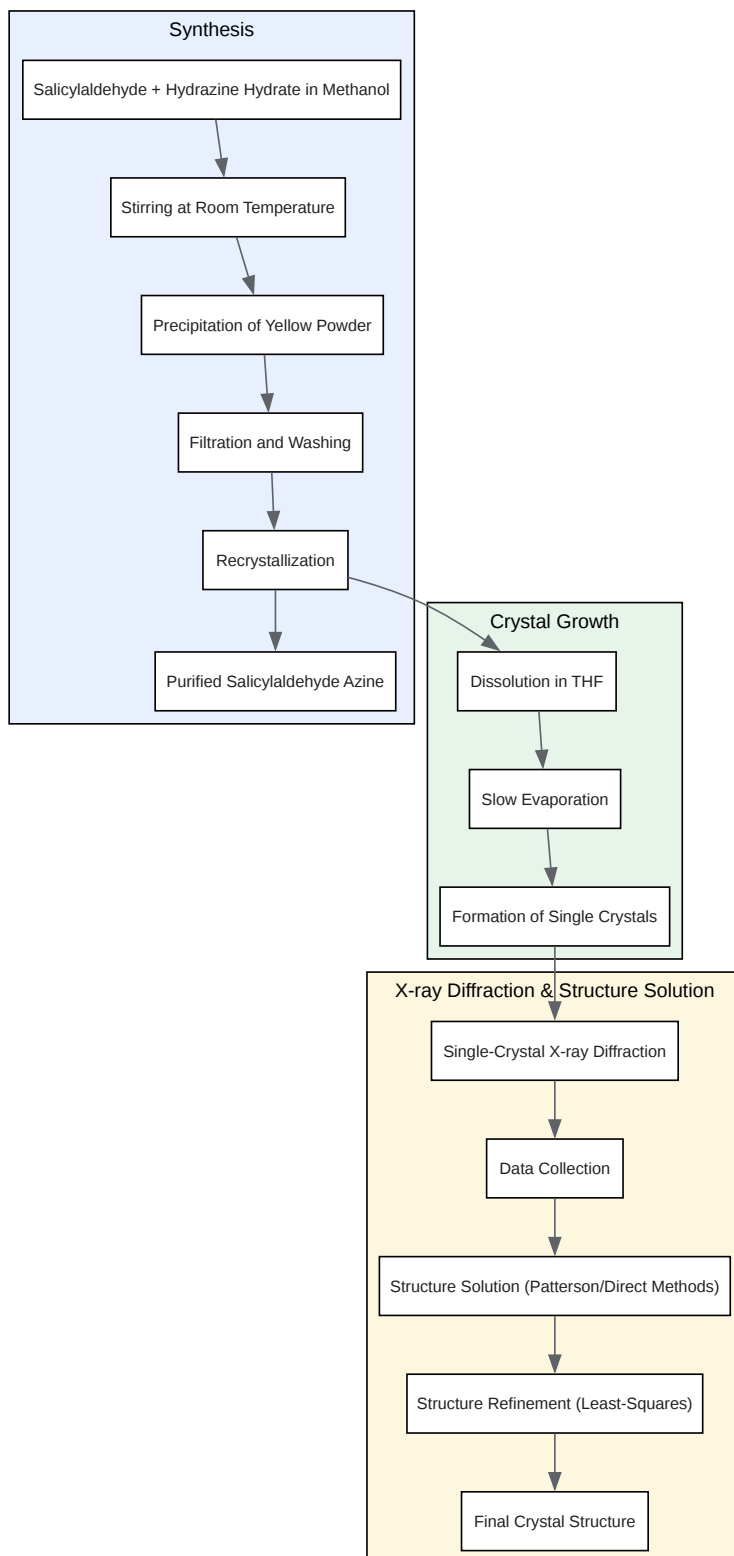 Synthesis
Salicylaldehyde + Hydrazine Hydrate in Methanol
Stirring at Room Temperature
Precipitation of Yellow Powder
Filtration and Washing
Recrystallization
Purified Salicylaldehyde Azine
Crystal Growth
Dissolution in THF
Slow Evaporation
Formation of Single Crystals
X-ray Diffraction & Structure Solution
Single-Crystal X-ray Diffraction
Data Collection
Structure Solution (Patterson/Direct Methods)
Structure Refinement (Least-Squares)
Final Crystal Structure